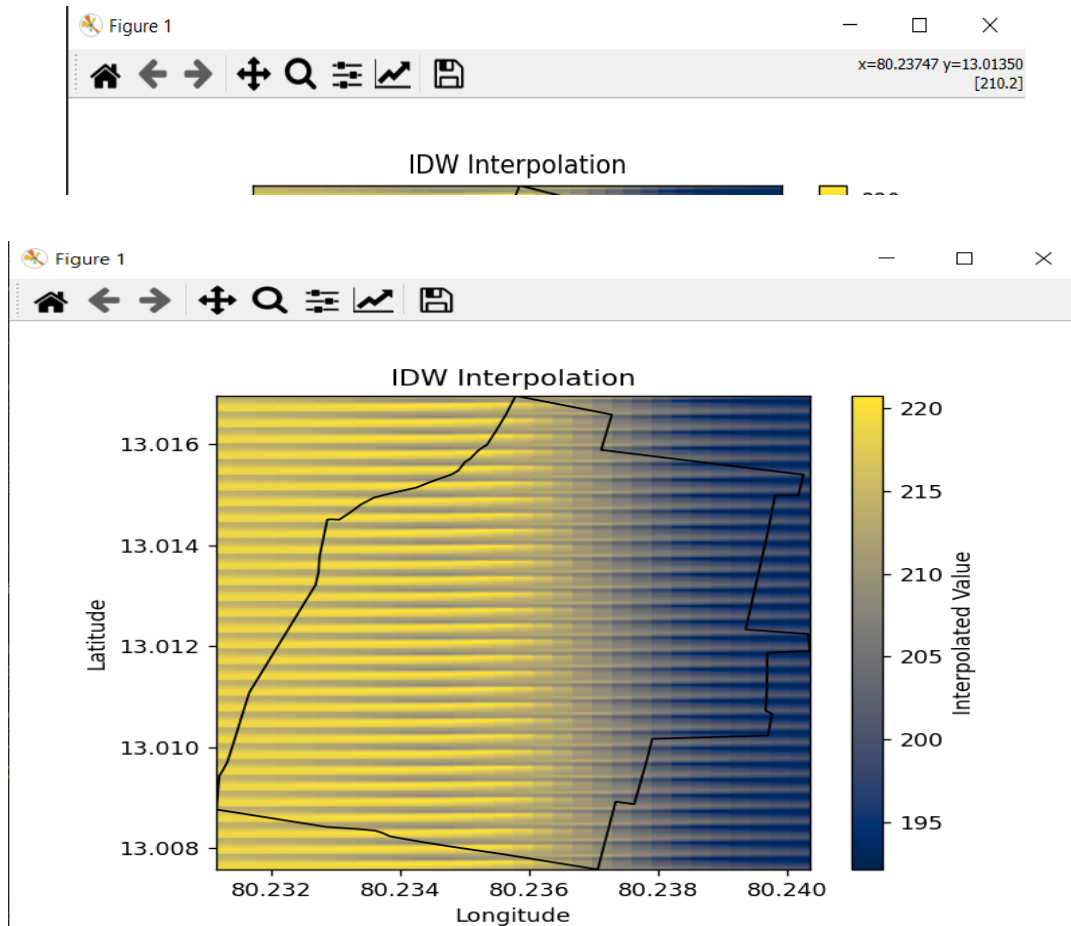 Figure 1
x=80.23747 y=13.01350
[210.2]
IDW Interpolation
Figure 1
IDW Interpolation
220
215
210
205
200
195
Interpolated Value
13.016
13.014
13.012
13.010
13.008
Latitude
80.232 80.234 80.236 80.238 80.240
Longitude